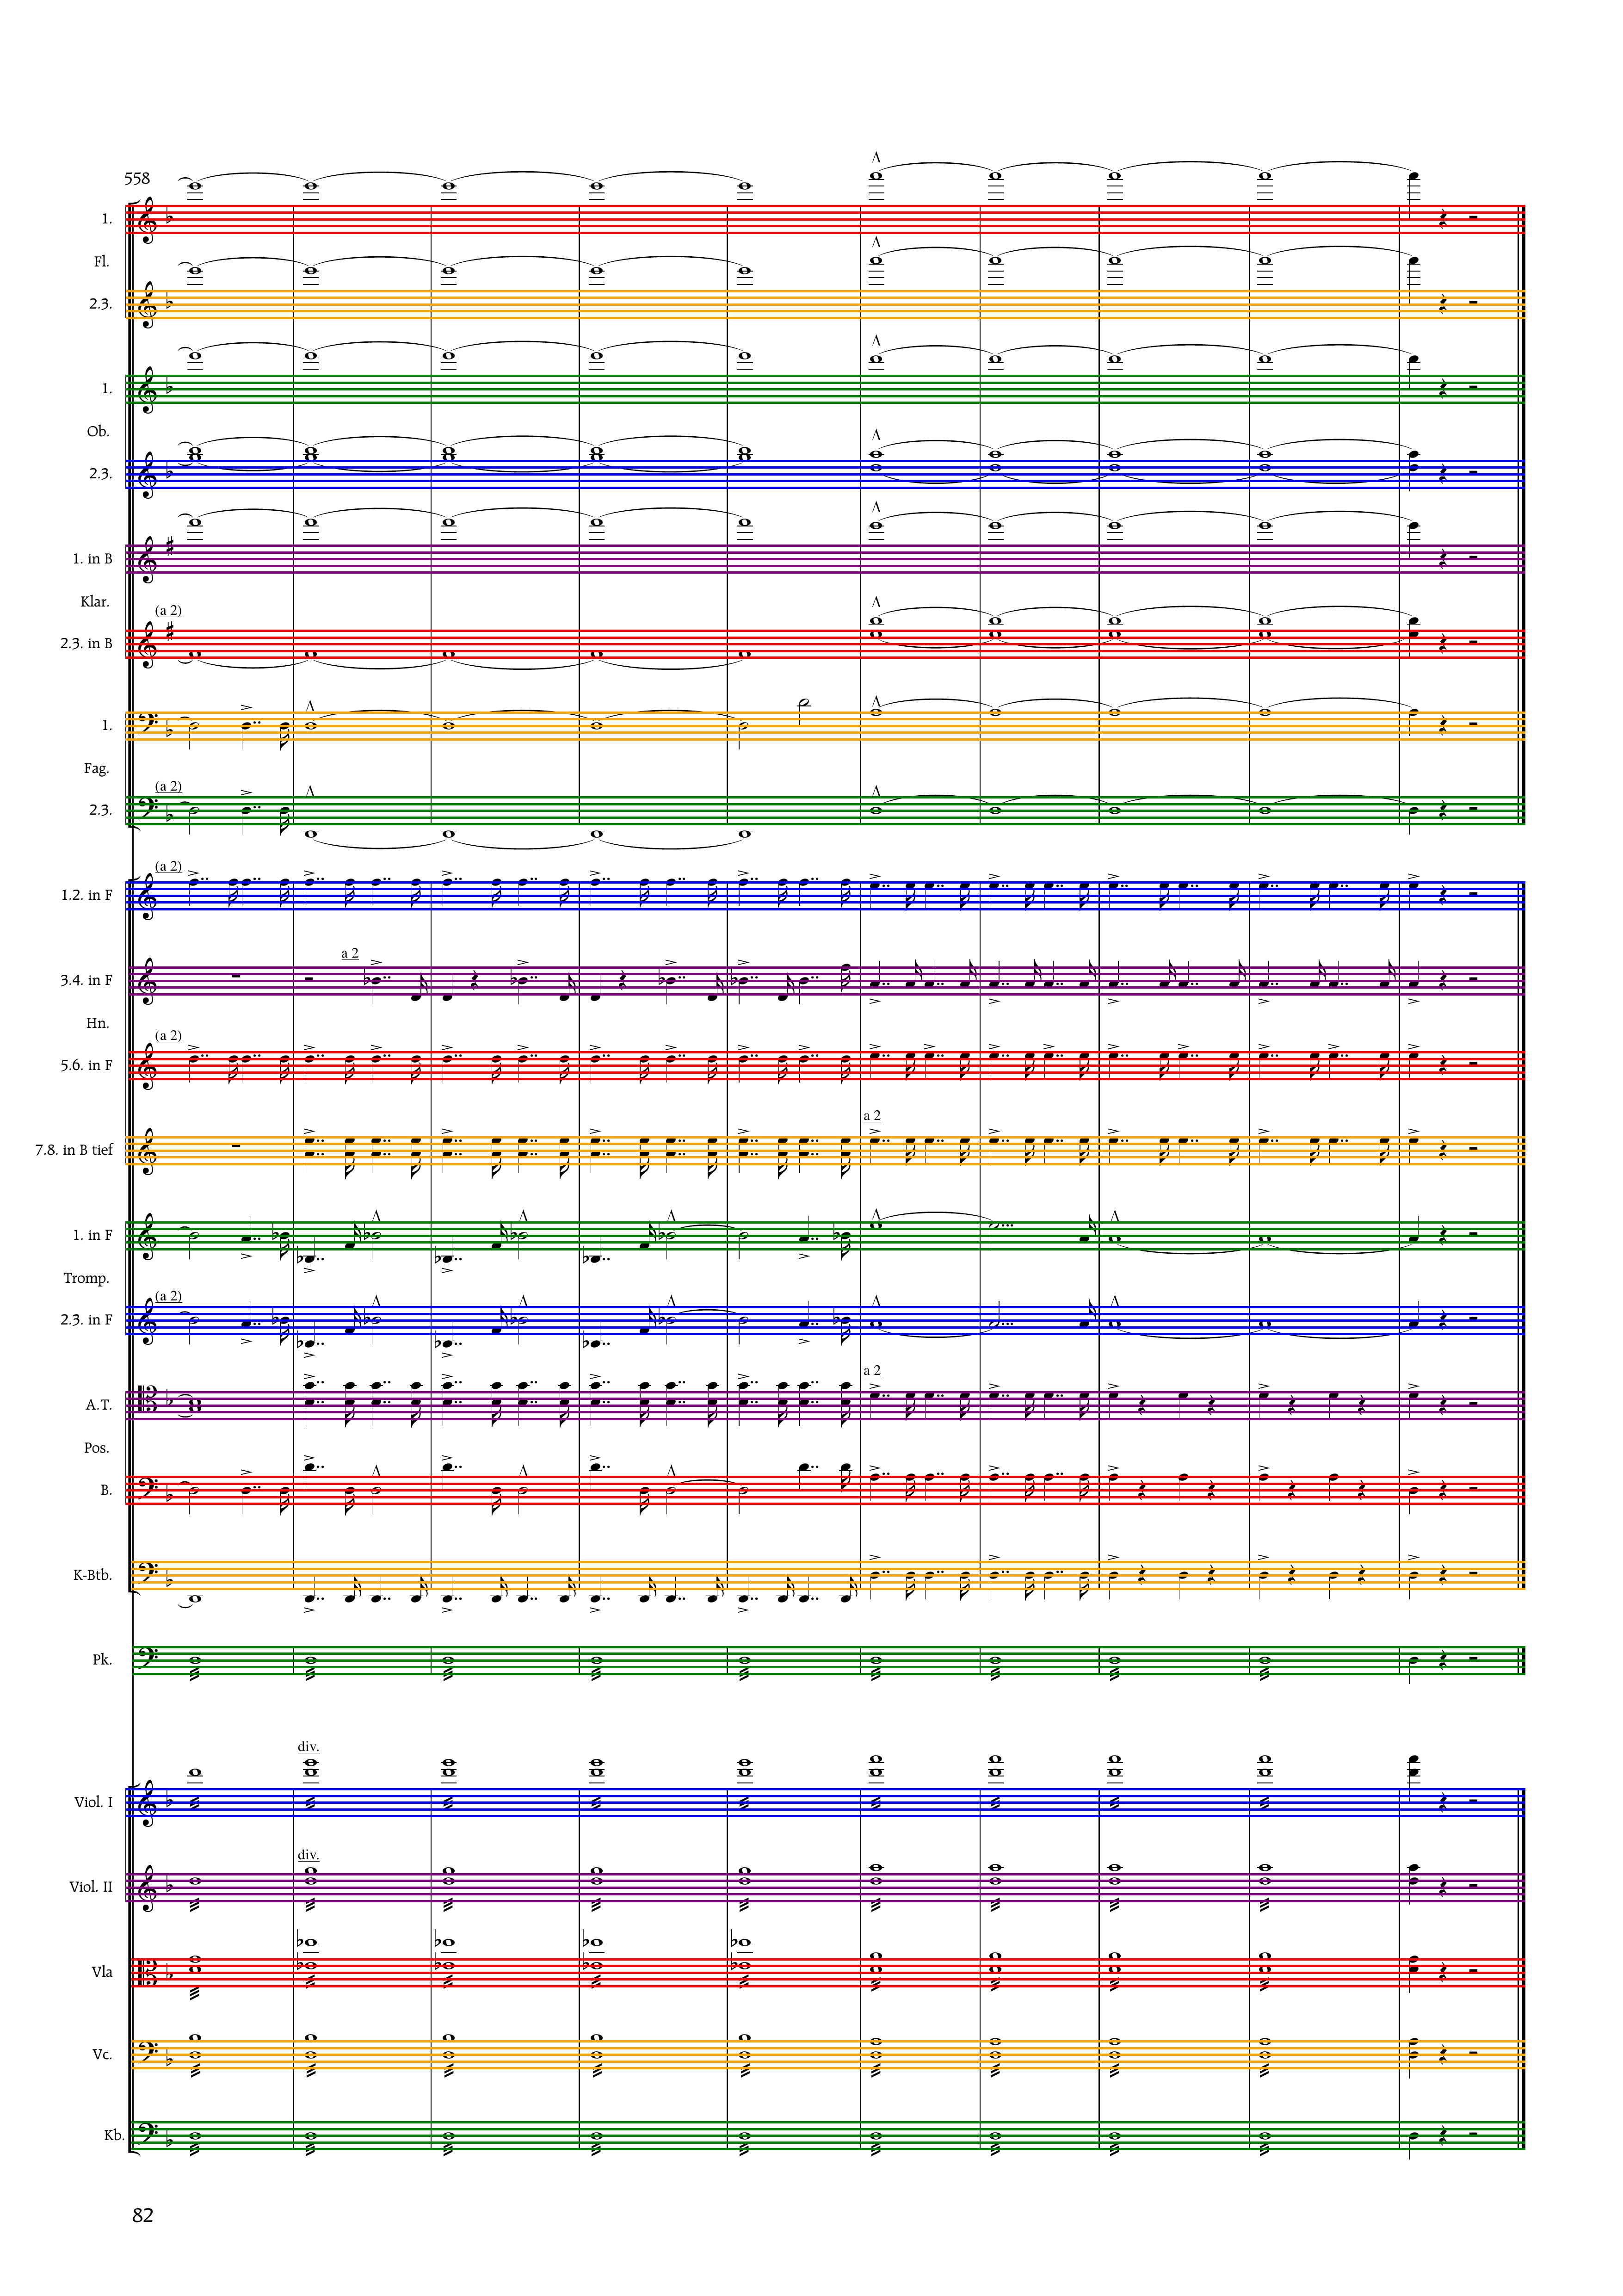 558
1.
Fl.
2.3.
1.
Ob.
2.3.
1. in B
Klar.
(a 2)
2.3. in B
1.
Fag.
(a 2)
2.3.
(a 2)
1.2. in F
a 2
3.4. in F
Hn.
(a 2)
5.6. in F
a 2
7.8. in B tief
1. in F
Tromp.
(a 2)
2.3. in F
a 2
A.T.
Pos.
B.
K-Btb.
Pk.
div.
Viol. I
div.
Viol. II
Vla
Vc.
Kb.
82